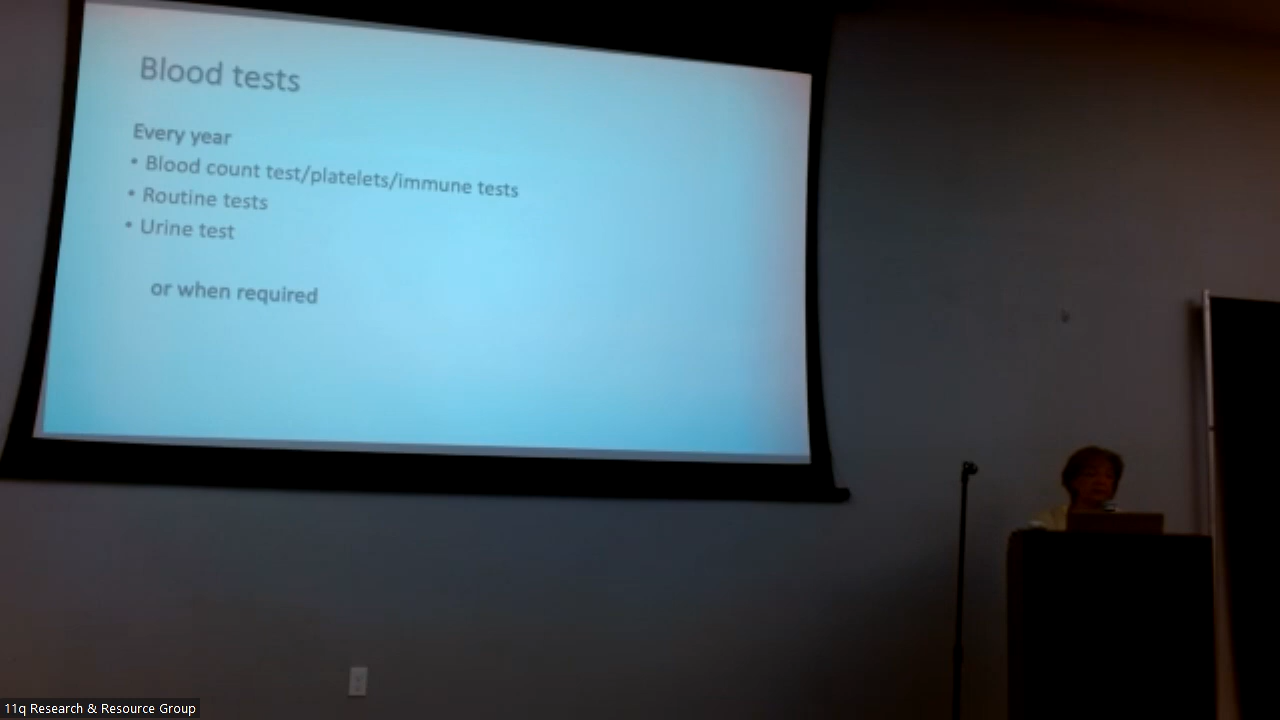 Blood tests
Every year
• Blood count test/platelets/immune tests
• Routine tests
• Urine test
or when required
11q Research & Resource Group